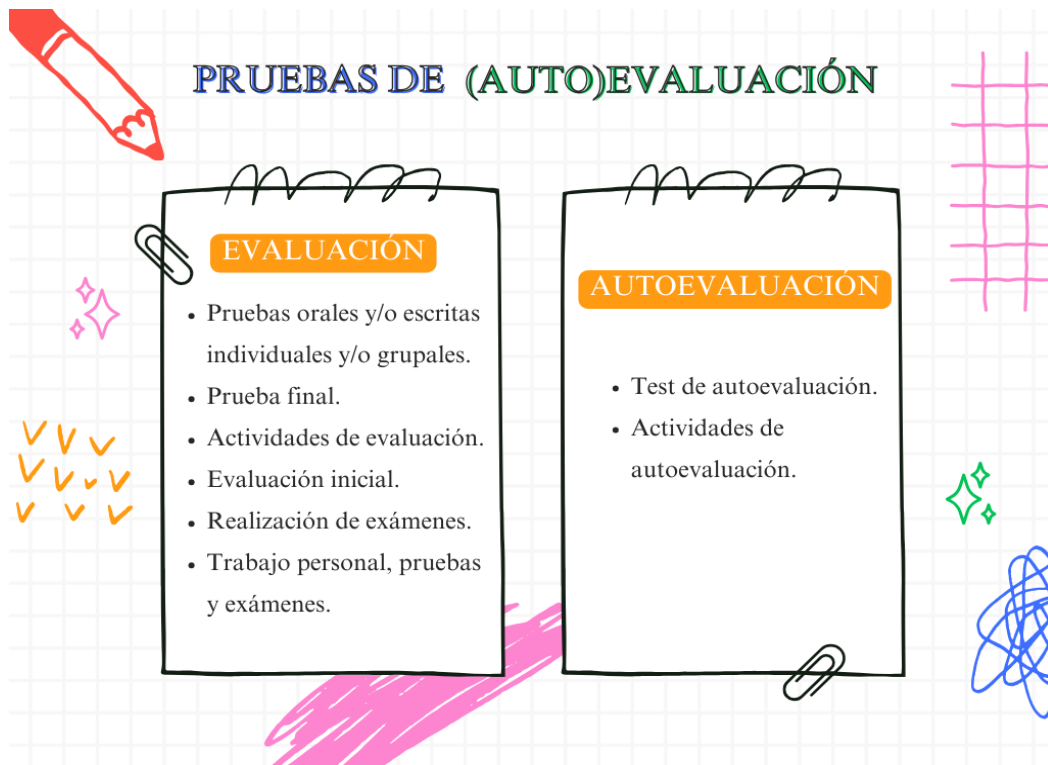 PRUEBAS DE (AUTO)EVALUACIÓN
EVALUACIÓN
• Pruebas orales y/o escritas
individuales y/o grupales.
• Prueba final.
• Actividades de evaluación.
• Evaluación inicial.
• Realización de exámenes.
• Trabajo personal, pruebas
y exámenes.
AUTOEVALUACIÓN
• Test de autoevaluación.
• Actividades de
autoevaluación.